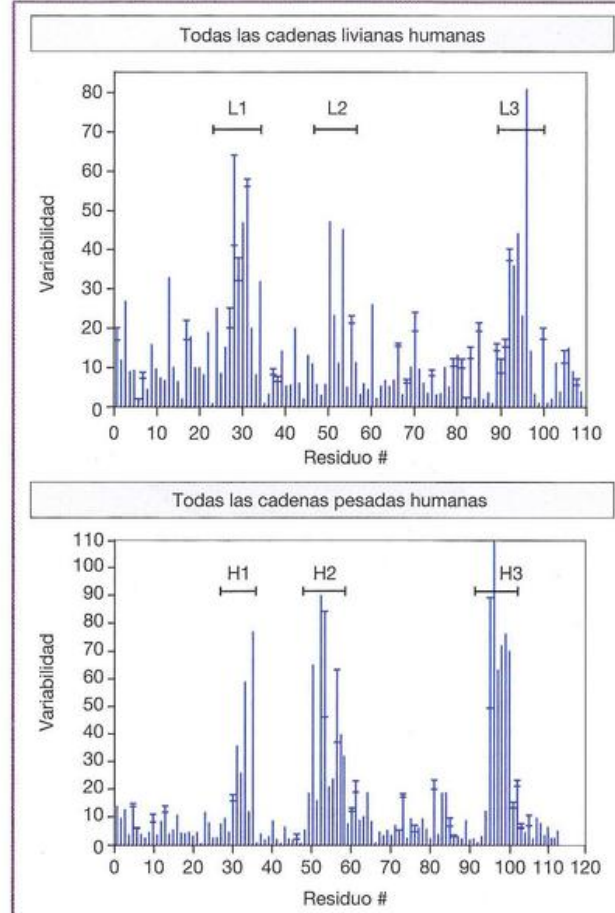 Todas las cadenas livianas humanas
80
70
60
50
40
30
20
10
0
Variabilidad
L1
L2
L3
0 10 20 30 40 50 60 70 80 90 100 110
Residuo #
Todas las cadenas pesadas humanas
110
100
90
80
70
60
50
40
30
20
10
0
Variabilidad
H1
H2
H3
0 10 20 30 40 50 60 70 80 90 100 110 120
Residuo #